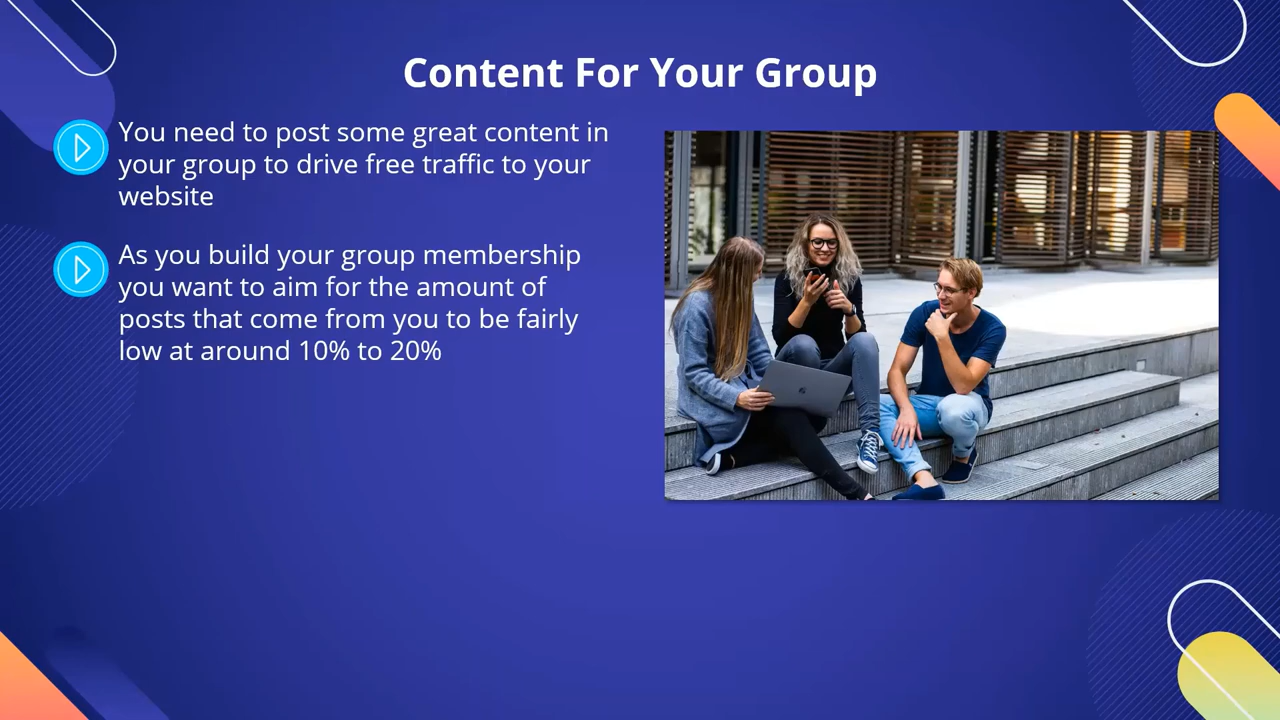 Content For Your Group
You need to post some great content in
your group to drive free traffic to your
website
As you build your group membership
you want to aim for the amount of
posts that come from you to be fairly
low at around 10% to 20%